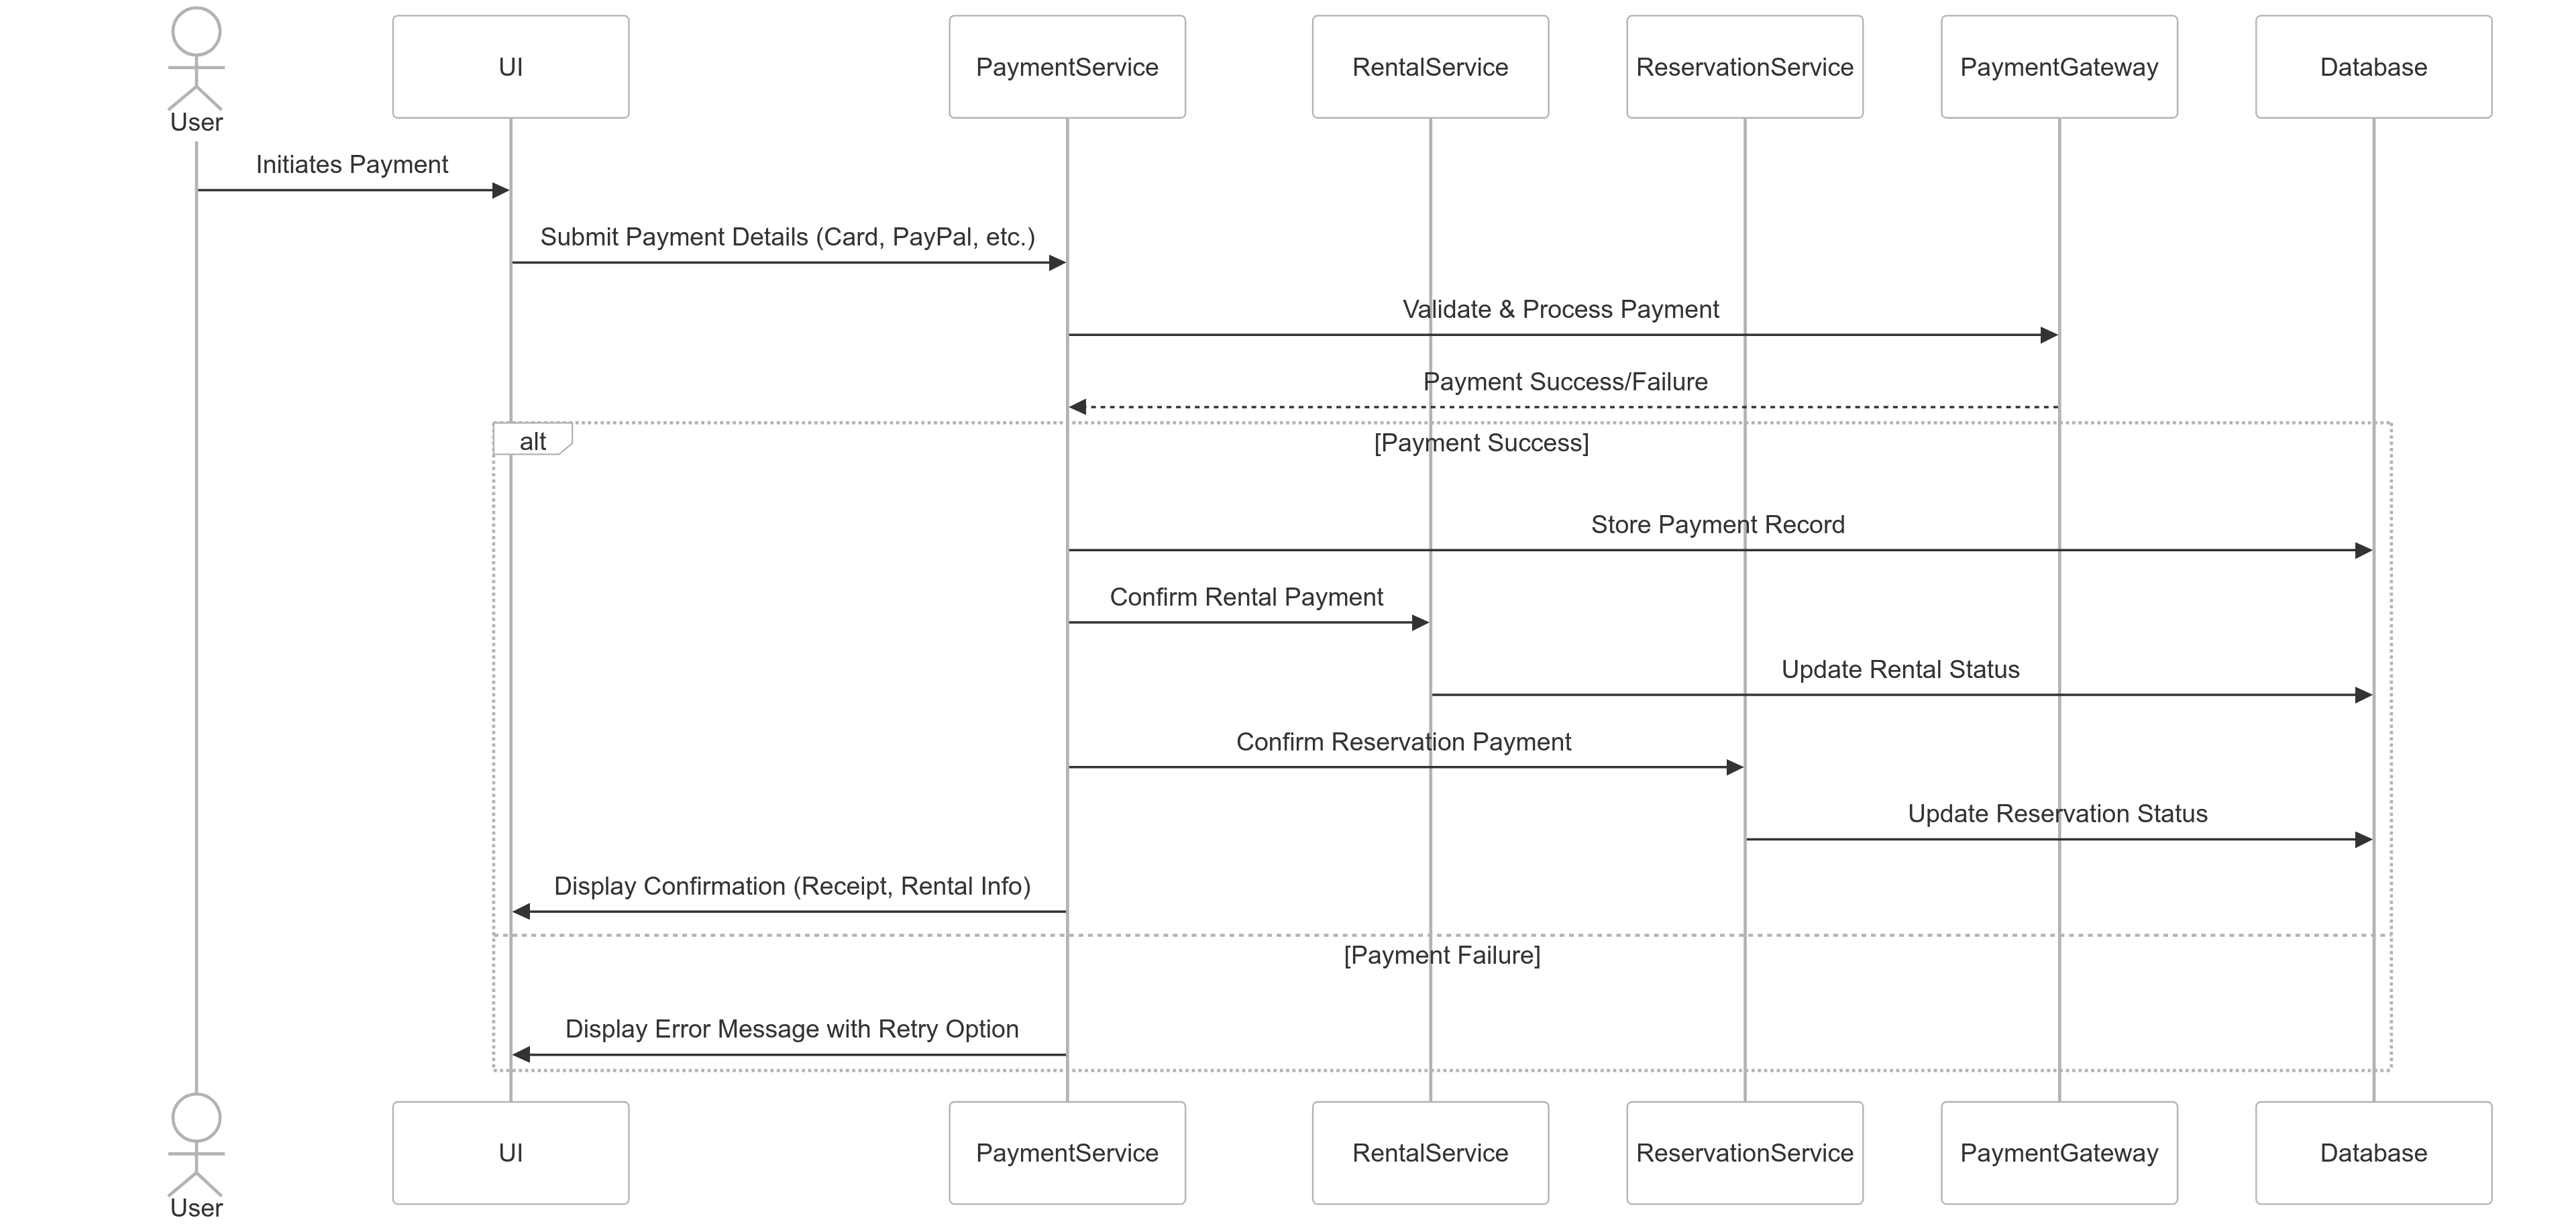 User
UI
PaymentService
RentalService
ReservationService
PaymentGateway
Database
Initiates Payment
Submit Payment Details (Card, PayPal, etc.)
Validate & Process Payment
Payment Success/Failure
alt
[Payment Success]
Store Payment Record
Confirm Rental Payment
Update Rental Status
Confirm Reservation Payment
Update Reservation Status
Display Confirmation (Receipt, Rental Info)
[Payment Failure]
Display Error Message with Retry Option
User
UI
PaymentService
RentalService
ReservationService
PaymentGateway
Database